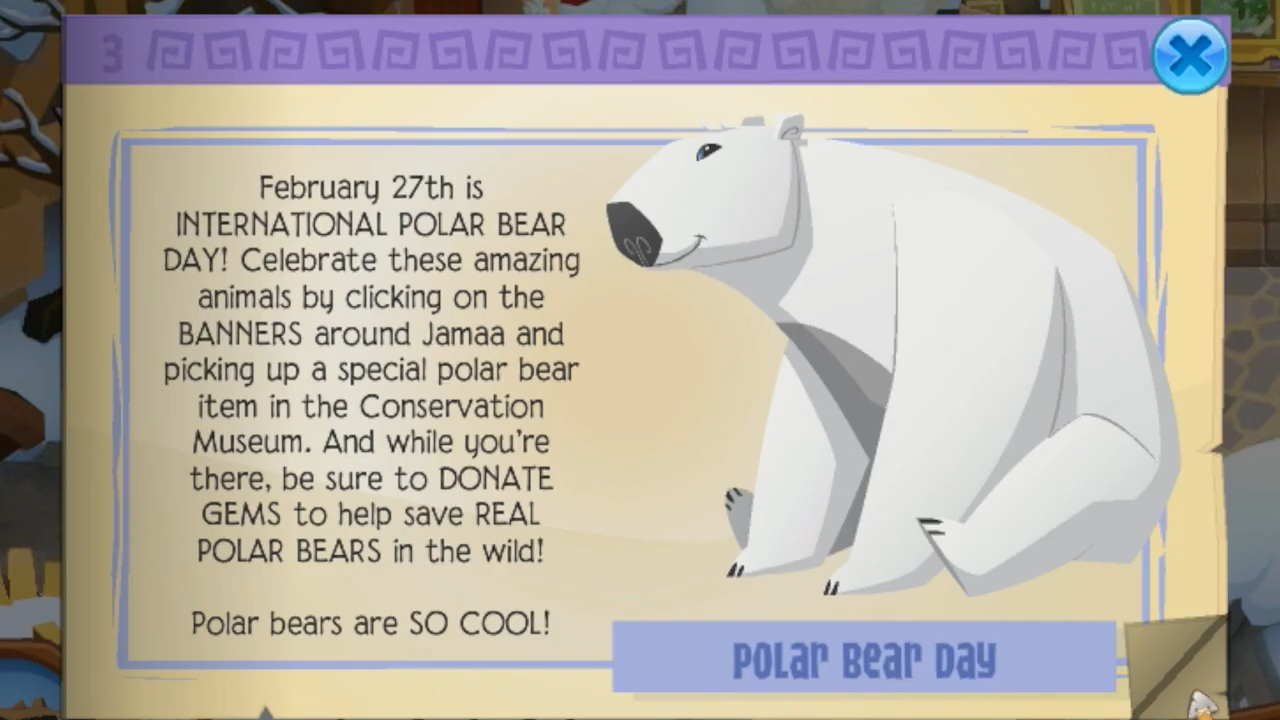 3
February 27th is
INTERNATIONAL POLAR BEAR
DAY! Celebrate these amazing
animals by clicking on the
BANNERS around Jamaa and
picking up a special polar bear
item in the Conservation
Museum. And while you're
there, be sure to DONATE
GEMS to help save REAL
POLAR BEARS in the wild!
Polar bears are SO COOL!
POLAR BEAR DAY